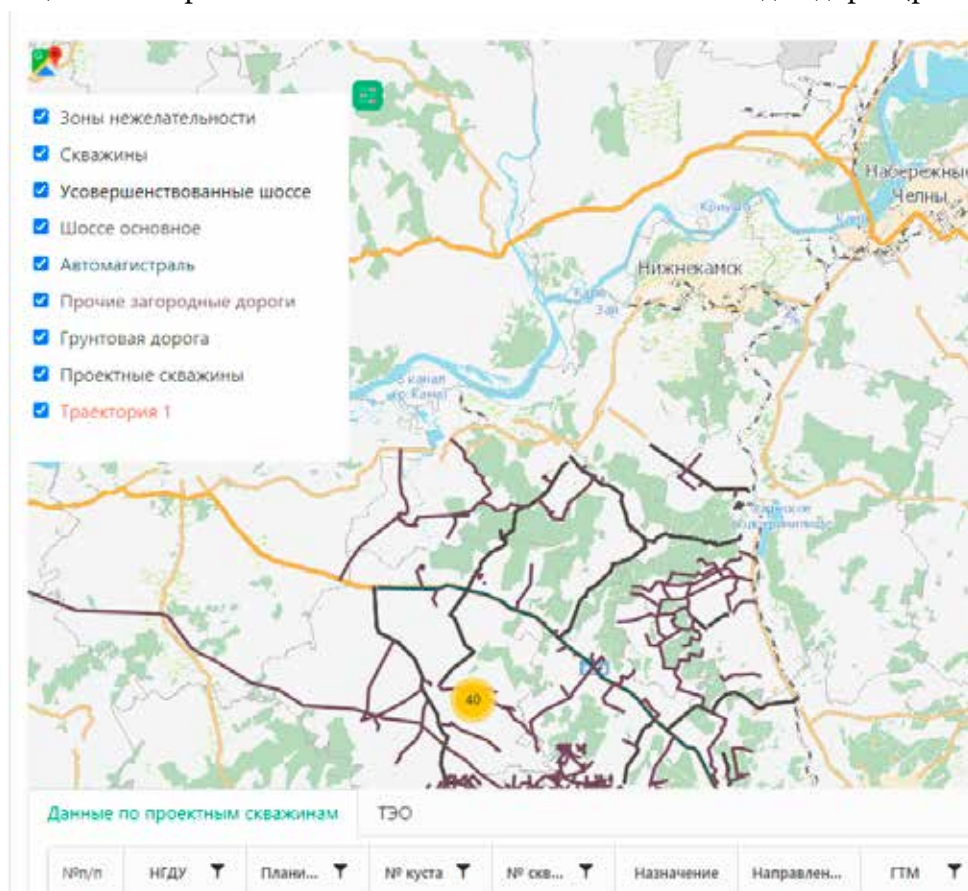 Зоны нежелательности
Скважины
Усовершенствованные шоссе
Шоссе основное
Автомагистраль
Прочие загородные дороги
Грунтовая дорога
Проектные скважины
Траектория 1
Набережные
Челны
Нижнекамск
Зай
40
Данные по проектным скважинам ТЭО
№п/п НГДУ Плани... № куста № скв... Назначение Направлен... ГТМ